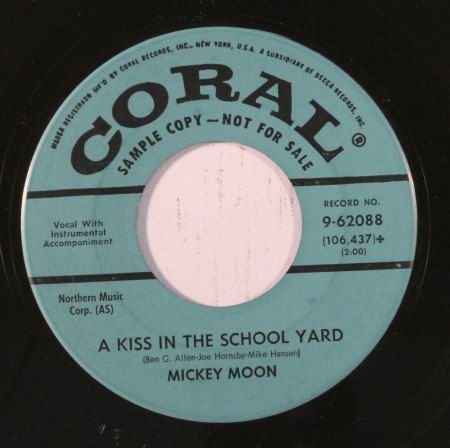 MARCA REGISTRADA MF'D BY CORAL RECORDS, INC., NEW YORK, U.S.A. A SUBSIDIARY OF DECCA RECORDS, INC.
CORAL®
SAMPLE COPY — NOT FOR SALE
Vocal With
Instrumental
Accompaniment
RECORD NO.
9-62088
(106,437)+
(2:00)
Northern Music
Corp. (AS)
A KISS IN THE SCHOOL YARD
(Ben G. Allen-Joe Hornsby-Mike Hansen)
MICKEY MOON